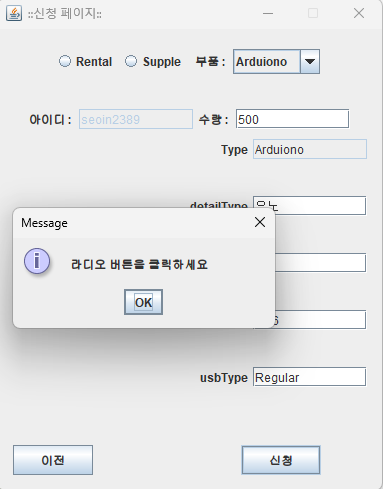 ::신청 페이지::
Rental Supple 부품 : Arduiono
아이디 : seoin2389 수량 : 500
Type Arduiono
detailType
Message
라디오 버튼을 클릭하세요
OK
usbType Regular
이전 신청